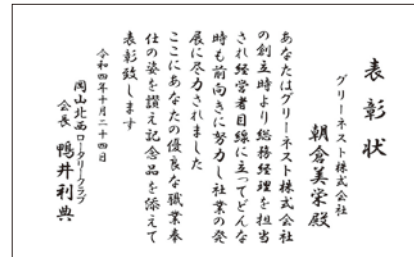 表彰状
グリーネスト株式会社
朝倉美栄殿
あなたはグリーネスト株式会社
の創立時より総務経理を担当
され経営者目線に立ってどんな
時も前向きに努力し社業の発
展に尽力されました
ここにあなたの優良な職業奉
仕の姿を讃え記念品を添えて
表彰致します
令和四年十月二十四日
岡山北西ロータリークラブ
会長 鴨井利典